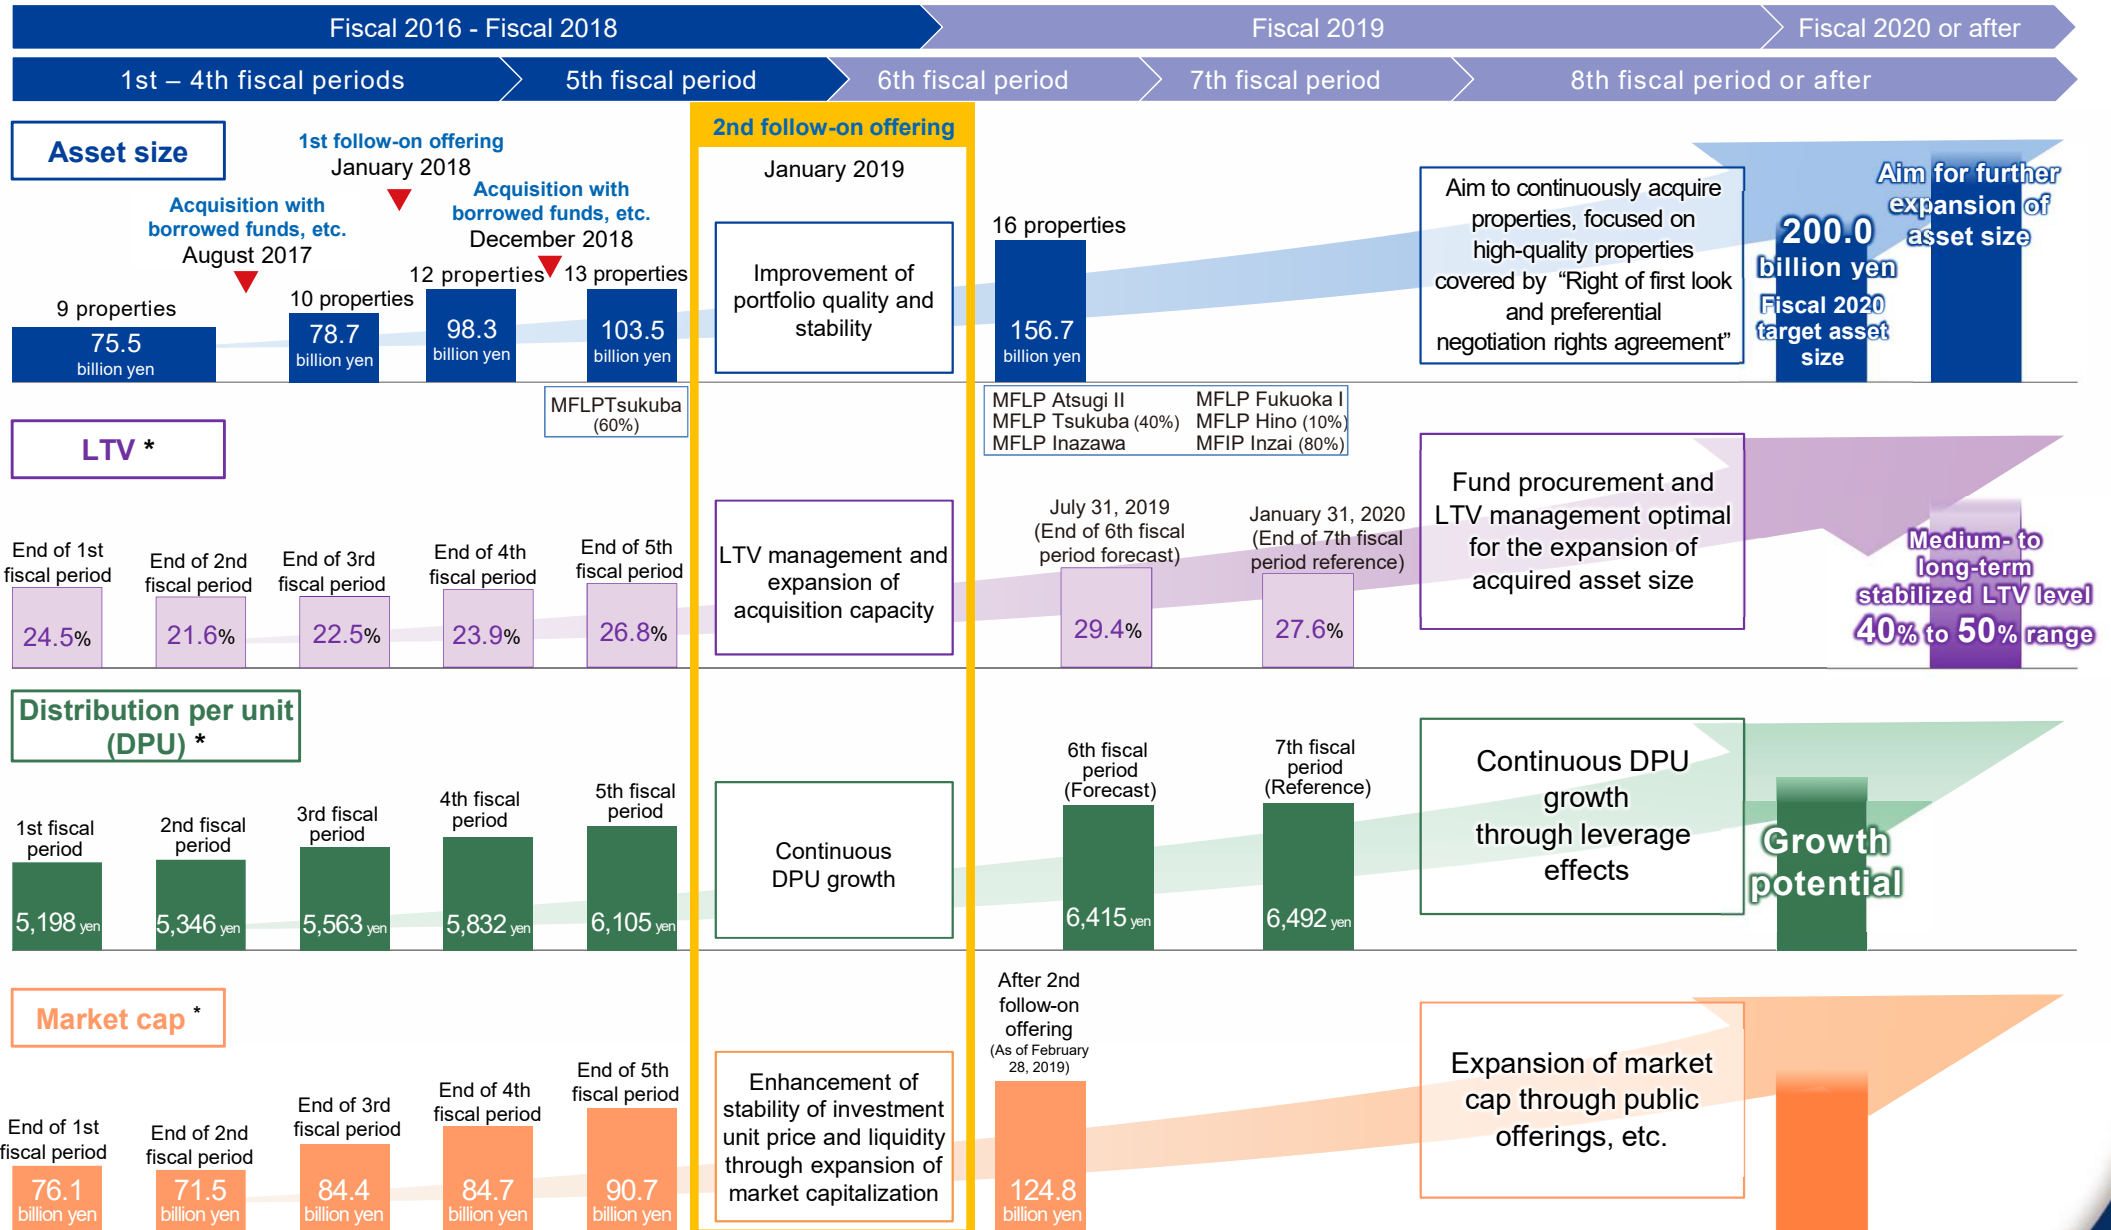 Fiscal 2016 - Fiscal 2018
Fiscal 2019
Fiscal 2020 or after
1st – 4th fiscal periods
5th fiscal period
6th fiscal period
7th fiscal period
8th fiscal period or after
Asset size
1st follow-on offering
January 2018
Acquisition with
borrowed funds, etc.
August 2017
Acquisition with
borrowed funds, etc.
December 2018
9 properties
75.5
billion yen
10 properties
78.7
billion yen
12 properties
98.3
billion yen
13 properties
103.5
billion yen
MFLPTsukuba
(60%)
2nd follow-on offering
January 2019
Improvement of
portfolio quality and
stability
16 properties
156.7
billion yen
MFLP Atsugi II
MFLP Tsukuba (40%)
MFLP Inazawa
MFLP Fukuoka I
MFLP Hino (10%)
MFIP Inzai (80%)
Aim to continuously acquire
properties, focused on
high-quality properties
covered by “Right of first look
and preferential
negotiation rights agreement”
200.0
billion yen
Fiscal 2020
target asset
size
Aim for further
expansion of
asset size
LTV *
End of 1st
fiscal period
24.5%
End of 2nd
fiscal period
21.6%
End of 3rd
fiscal period
22.5%
End of 4th
fiscal period
23.9%
End of 5th
fiscal period
26.8%
LTV management and
expansion of
acquisition capacity
July 31, 2019
(End of 6th fiscal
period forecast)
29.4%
January 31, 2020
(End of 7th fiscal
period reference)
27.6%
Fund procurement and
LTV management optimal
for the expansion of
acquired asset size
Medium- to
long-term
stabilized LTV level
40% to 50% range
Distribution per unit
(DPU) *
1st fiscal
period
5,198 yen
2nd fiscal
period
5,346 yen
3rd fiscal
period
5,563 yen
4th fiscal
period
5,832 yen
5th fiscal
period
6,105 yen
Continuous
DPU growth
6th fiscal
period
(Forecast)
6,415 yen
7th fiscal
period
(Reference)
6,492 yen
Continuous DPU
growth
through leverage
effects
Growth
potential
Market cap *
End of 1st
fiscal period
76.1
billion yen
End of 2nd
fiscal period
71.5
billion yen
End of 3rd
fiscal period
84.4
billion yen
End of 4th
fiscal period
84.7
billion yen
End of 5th
fiscal period
90.7
billion yen
Enhancement of
stability of investment
unit price and liquidity
through expansion of
market capitalization
After 2nd
follow-on
offering
(As of February
28, 2019)
124.8
billion yen
Expansion of market
cap through public
offerings, etc.